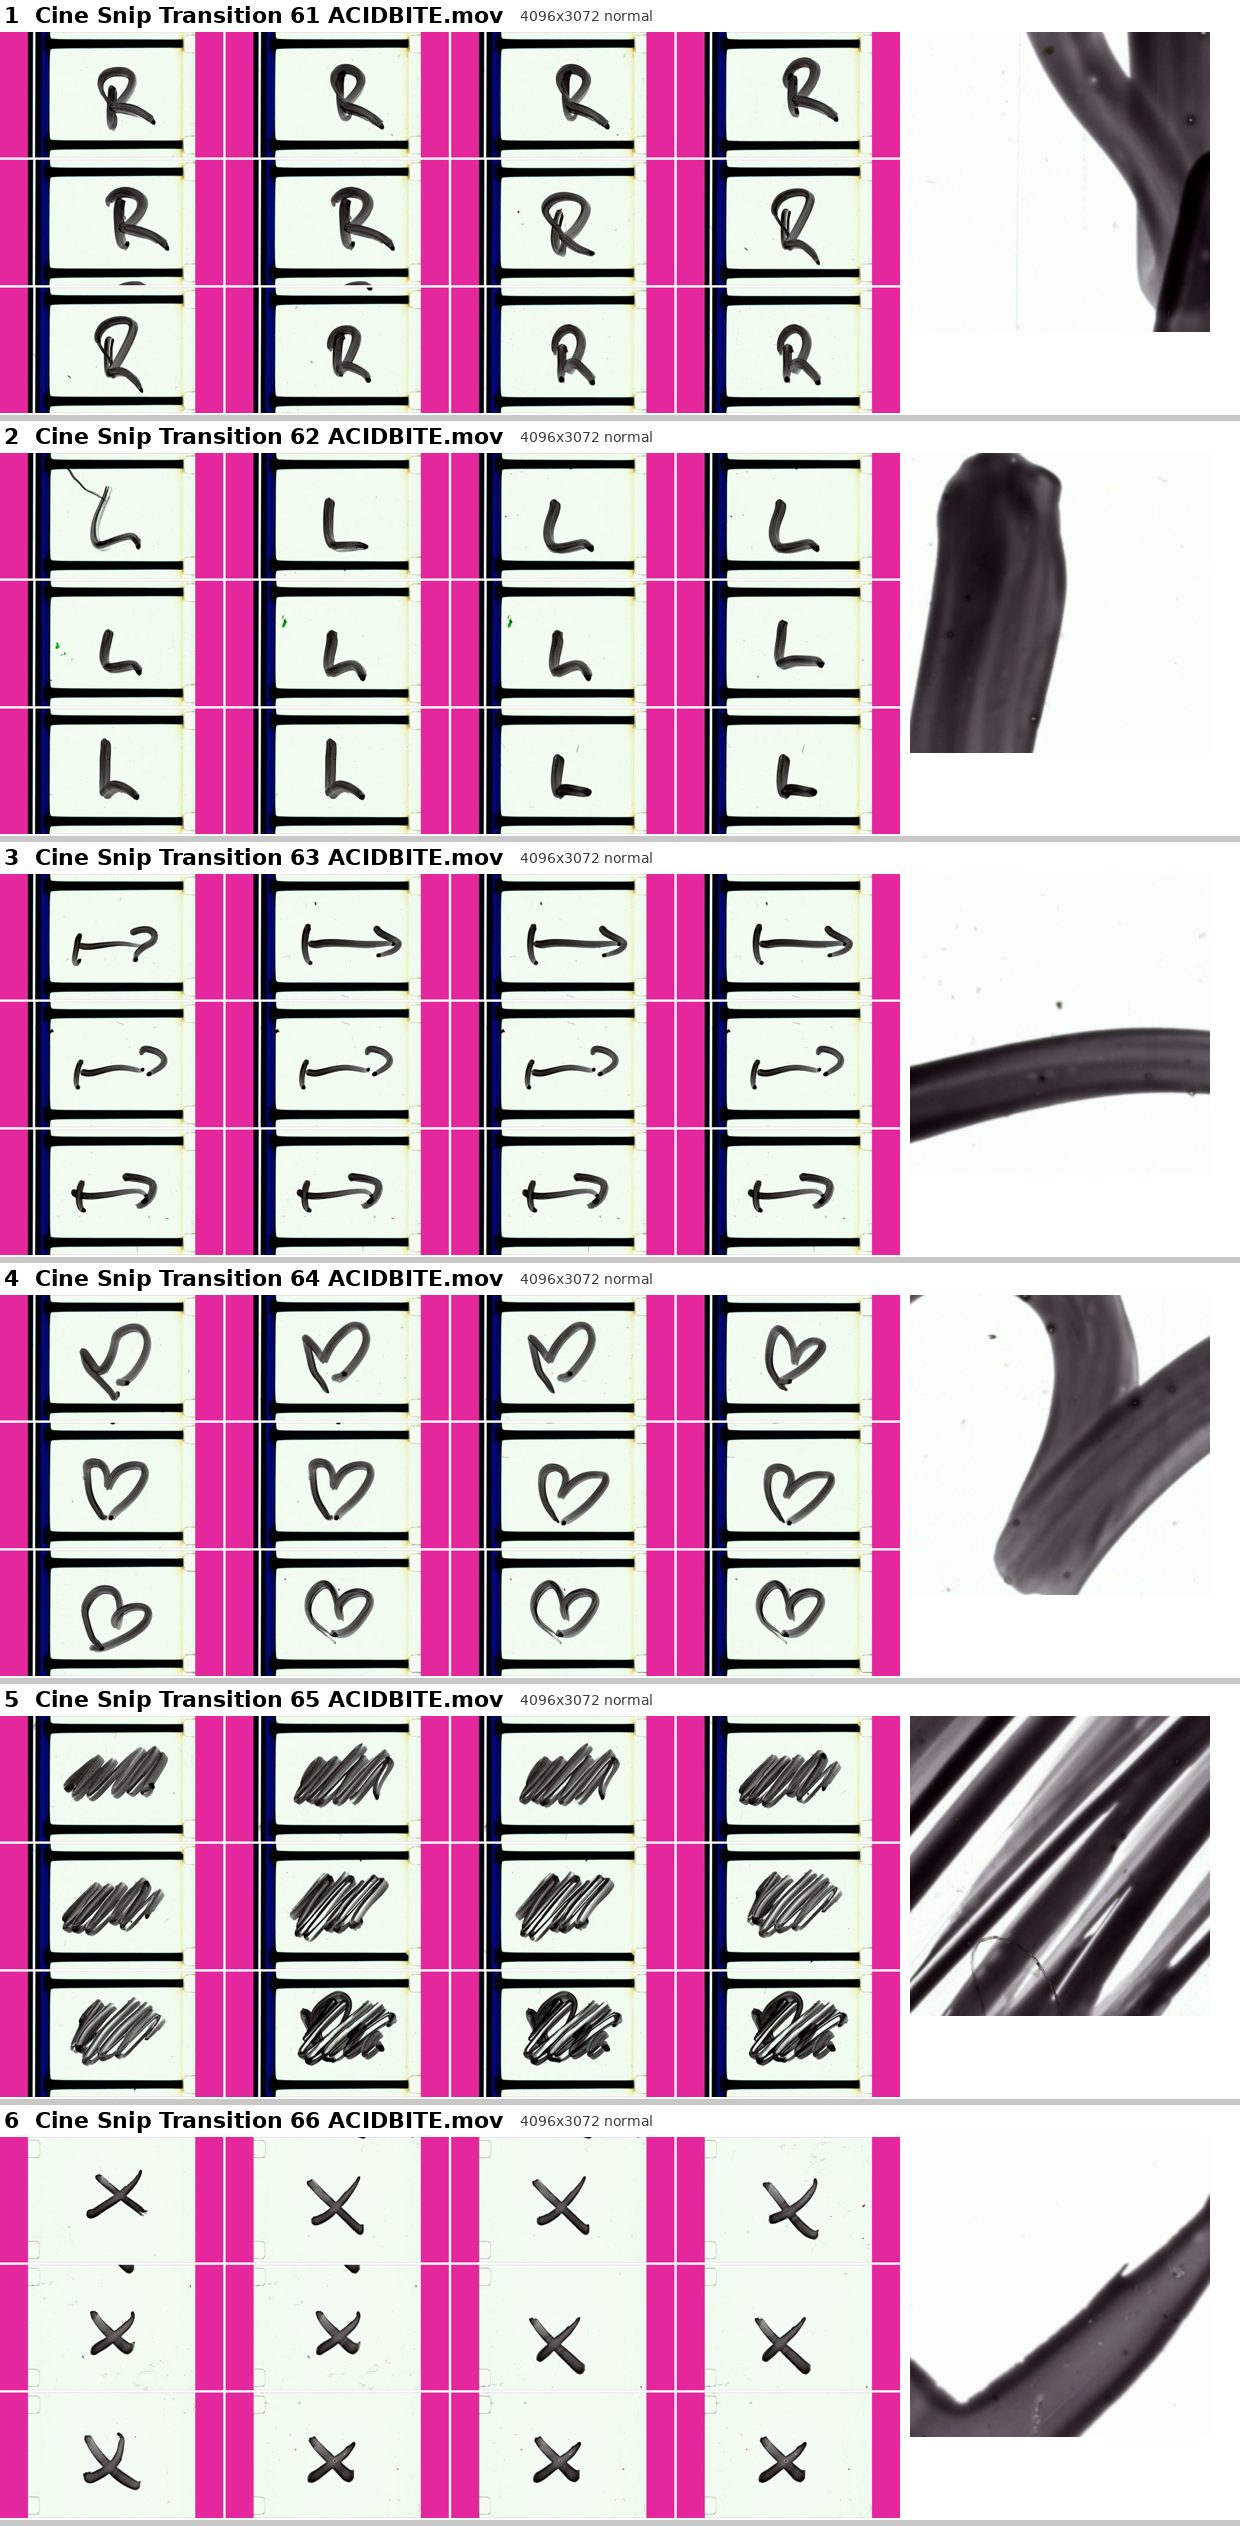 1 Cine Snip Transition 61 ACIDBITE.mov 4096x3072 normal
R R R R
R R R R
R R R R
2 Cine Snip Transition 62 ACIDBITE.mov 4096x3072 normal
L L L L
L L L L
L L L L
3 Cine Snip Transition 63 ACIDBITE.mov 4096x3072 normal
4 Cine Snip Transition 64 ACIDBITE.mov 4096x3072 normal
5 Cine Snip Transition 65 ACIDBITE.mov 4096x3072 normal
6 Cine Snip Transition 66 ACIDBITE.mov 4096x3072 normal
X X X X
X X X X
X X X X